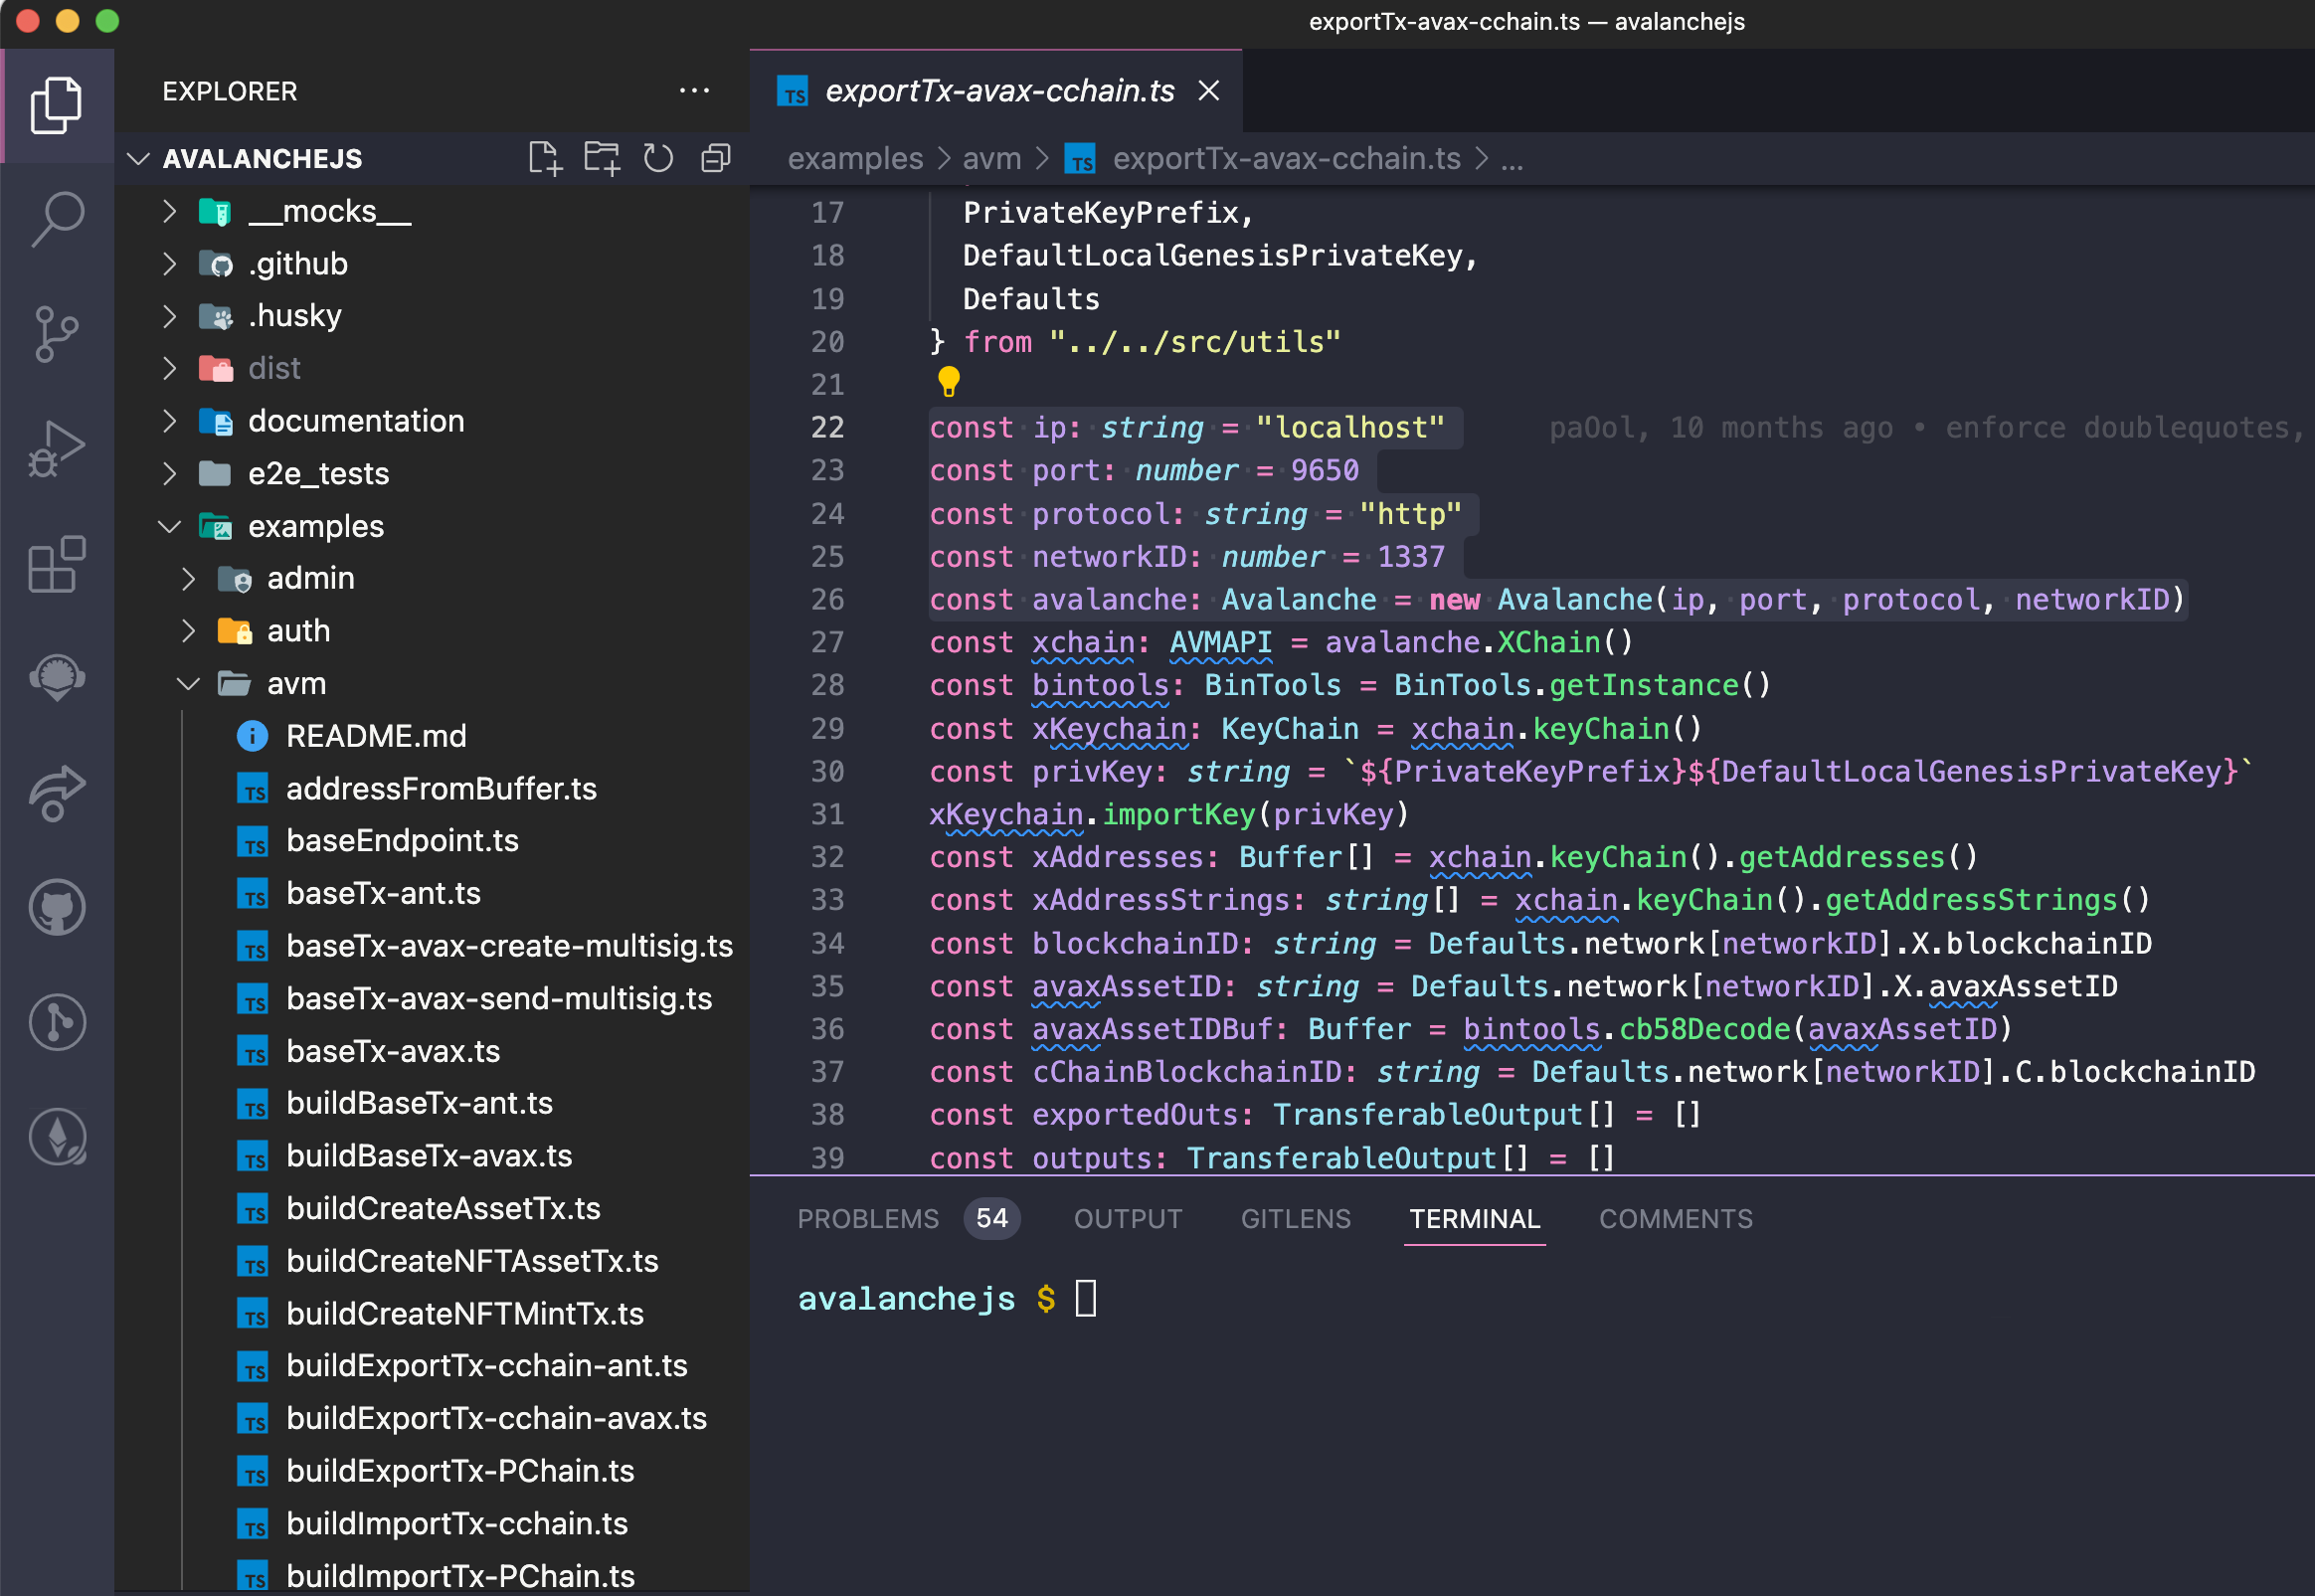 exportTx-avax-cchain.ts — avalanchejs
EXPLORER
AVALANCHEJS
__mocks__
.github
.husky
dist
documentation
e2e_tests
examples
admin
auth
avm
README.md
addressFromBuffer.ts
baseEndpoint.ts
baseTx-ant.ts
baseTx-avax-create-multisig.ts
baseTx-avax-send-multisig.ts
baseTx-avax.ts
buildBaseTx-ant.ts
buildBaseTx-avax.ts
buildCreateAssetTx.ts
buildCreateNFTAssetTx.ts
buildCreateNFTMintTx.ts
buildExportTx-cchain-ant.ts
buildExportTx-cchain-avax.ts
buildExportTx-PChain.ts
buildImportTx-cchain.ts
buildImportTx-PChain.ts
TS exportTx-avax-cchain.ts
examples > avm > TS exportTx-avax-cchain.ts > ...
17 PrivateKeyPrefix,
18 DefaultLocalGenesisPrivateKey,
19 Defaults
20 } from "../../src/utils"
21
22 const ip: string = "localhost" paOol, 10 months ago • enforce doublequotes,
23 const port: number = 9650
24 const protocol: string = "http"
25 const networkID: number = 1337
26 const avalanche: Avalanche = new Avalanche(ip, port, protocol, networkID)
27 const xchain: AVMAPI = avalanche.XChain()
28 const bintools: BinTools = BinTools.getInstance()
29 const xKeychain: KeyChain = xchain.keyChain()
30 const privKey: string = `${PrivateKeyPrefix}${DefaultLocalGenesisPrivateKey}`
31 xKeychain.importKey(privKey)
32 const xAddresses: Buffer[] = xchain.keyChain().getAddresses()
33 const xAddressStrings: string[] = xchain.keyChain().getAddressStrings()
34 const blockchainID: string = Defaults.network[networkID].X.blockchainID
35 const avaxAssetID: string = Defaults.network[networkID].X.avaxAssetID
36 const avaxAssetIDBuf: Buffer = bintools.cb58Decode(avaxAssetID)
37 const cChainBlockchainID: string = Defaults.network[networkID].C.blockchainID
38 const exportedOuts: TransferableOutput[] = []
39 const outputs: TransferableOutput[] = []
PROBLEMS 54 OUTPUT GITLENS TERMINAL COMMENTS
avalanchejs $